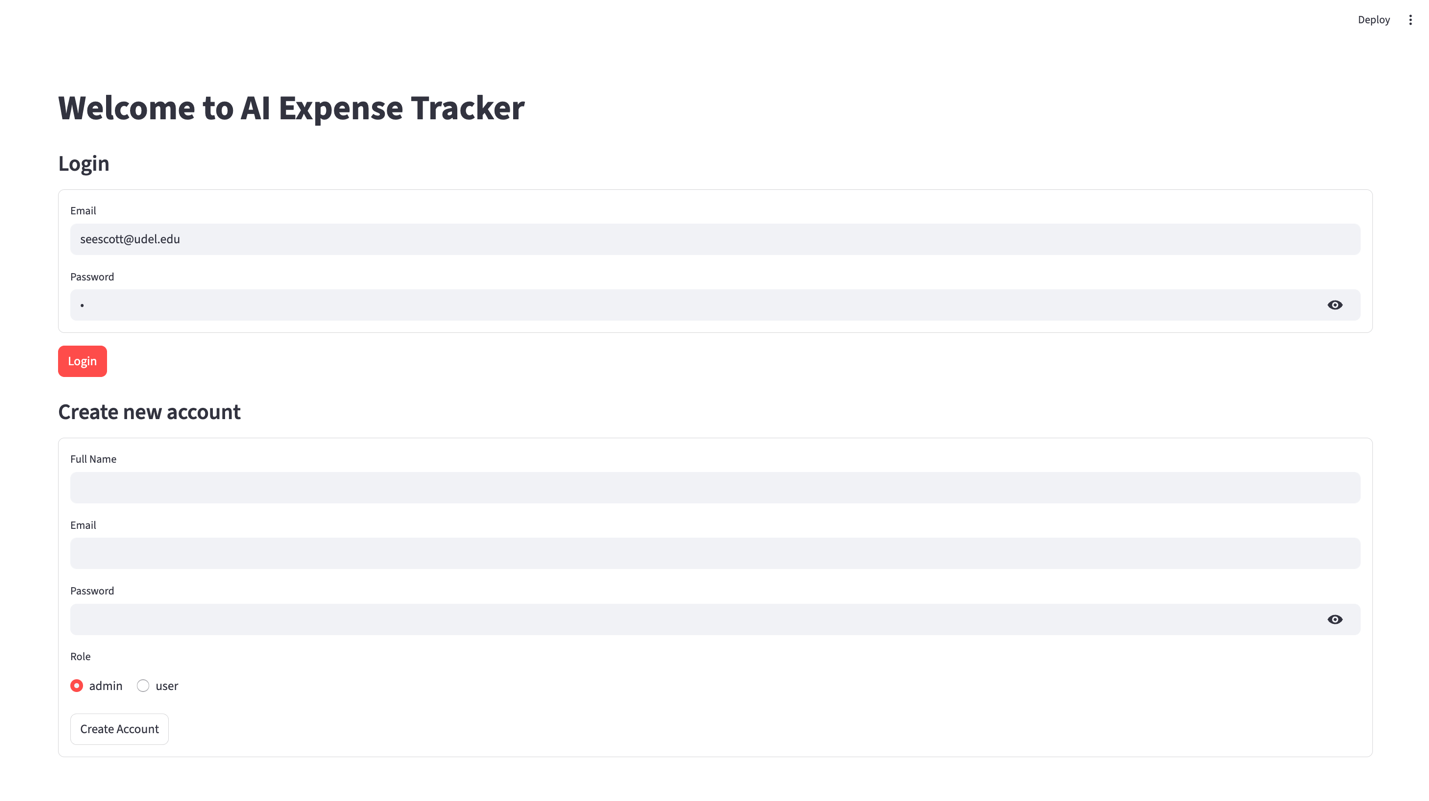 Deploy
Welcome to AI Expense Tracker
Login
Email
seescott@udel.edu
Password
•
Login
Create new account
Full Name
Email
Password
Role
admin user
Create Account